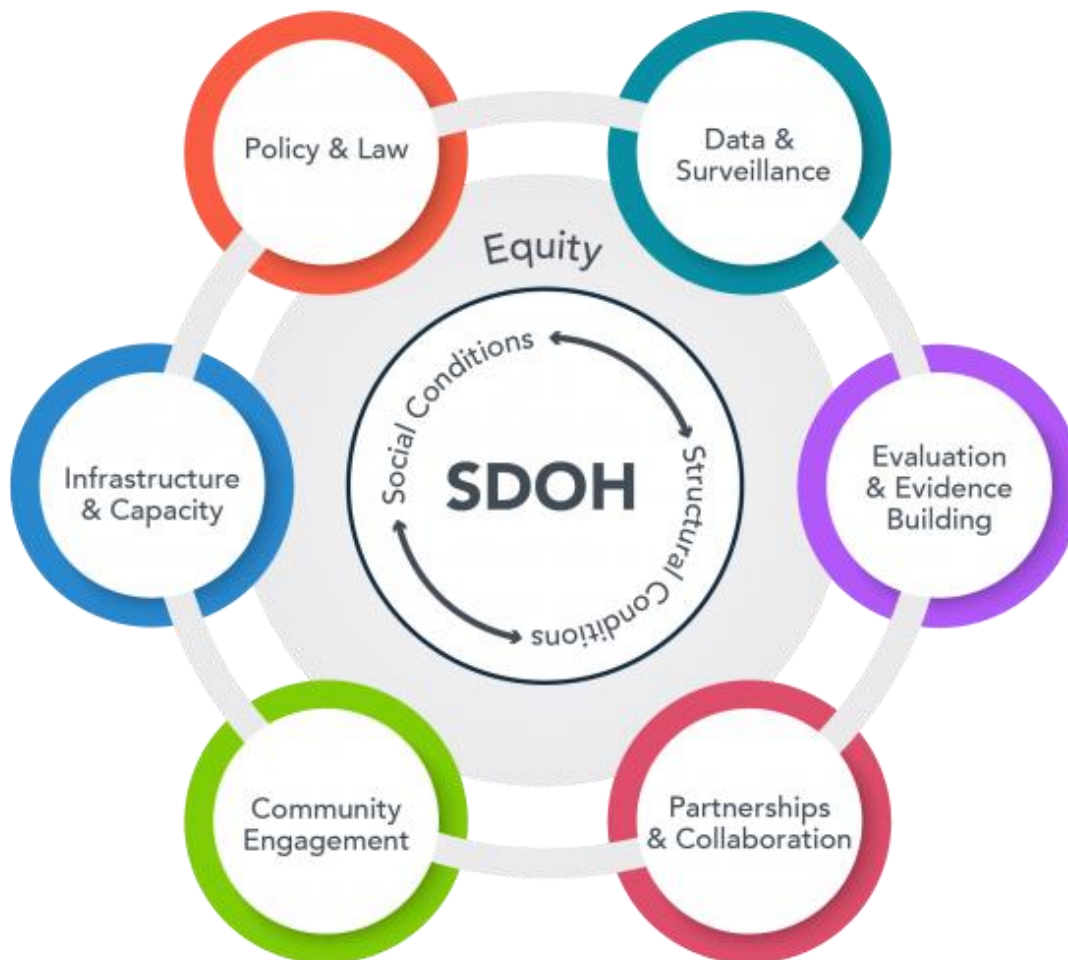 Policy & Law
Data &
Surveillance
Equity
Social Conditions
Structural Conditions
SDOH
Infrastructure
& Capacity
Evaluation
& Evidence
Building
Community
Engagement
Partnerships
& Collaboration